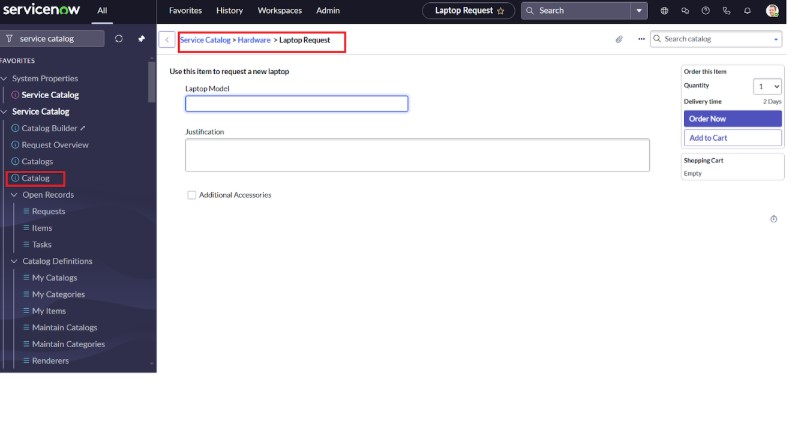 servicenow
All
Favorites
History
Workspaces
Admin
Laptop Request
Search
service catalog
FAVORITES
System Properties
Service Catalog
Service Catalog
Catalog Builder
Request Overview
Catalogs
Catalog
Open Records
Requests
Items
Tasks
Catalog Definitions
My Catalogs
My Categories
My Items
Maintain Catalogs
Maintain Categories
Renderers
Service Catalog > Hardware > Laptop Request
Search catalog
Use this item to request a new laptop
Laptop Model
Justification
Additional Accessories
Order this Item
Quantity 1
Delivery time 2 Days
Order Now
Add to Cart
Shopping Cart
Empty